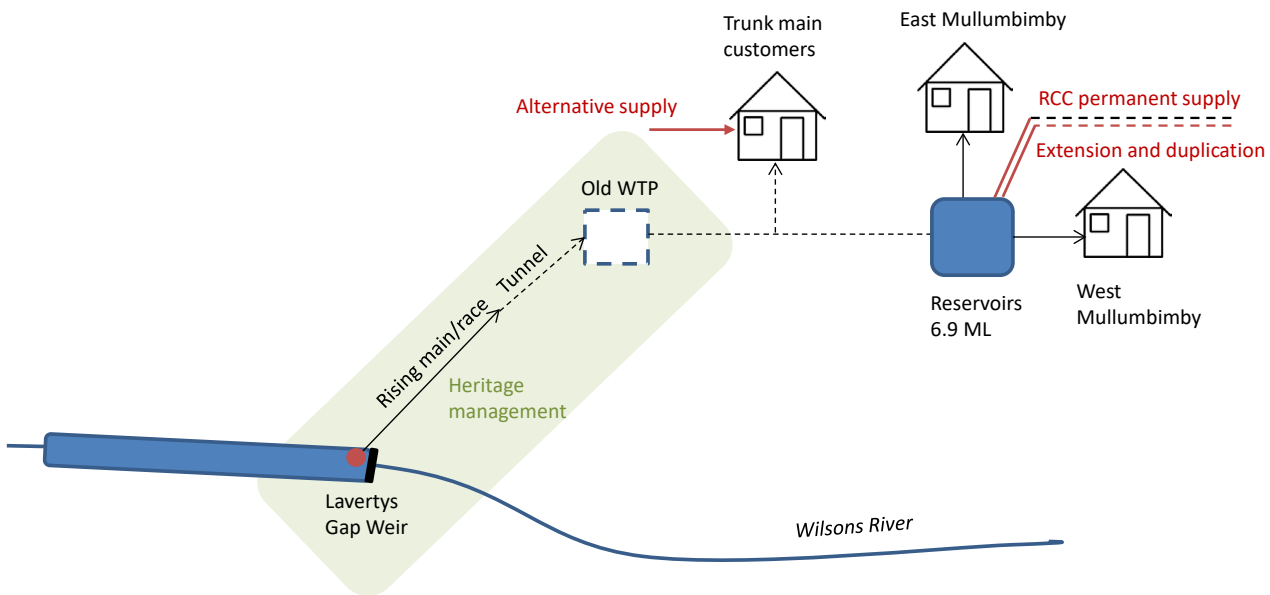 Trunk main
customers
East Mullumbimby
Alternative supply
RCC permanent supply
Extension and duplication
Old WTP
Tunnel
Rising main/race
Heritage
management
Reservoirs
6.9 ML
West
Mullumbimby
Lavertys
Gap Weir
Wilsons River